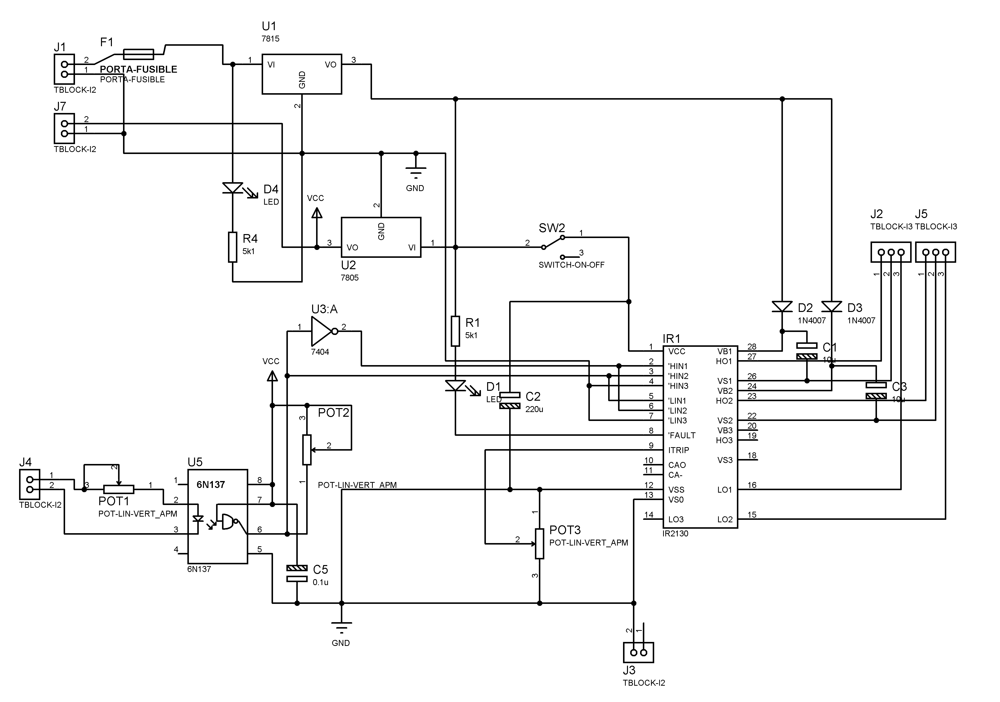 U1
7815
J1
F1
2
1
PORTA-FUSIBLE
PORTA-FUSIBLE
TBLOCK-I2
1
VI
VO
3
GND
2
J7
2
1
TBLOCK-I2
GND
D4
LED
VCC
2
R4
5k1
3
VO
GND
VI
1
U2
7805
SW2
2
1
3
SWITCH-ON-OFF
J2
TBLOCK-I3
J5
TBLOCK-I3
1
2
3
1
2
3
U3:A
1
2
7404
R1
5k1
D2
1N4007
D3
1N4007
VCC
IR1
C1
10u
C3
10u
D1
LED
C2
220u
1
2
3
4
5
6
7
8
9
10
11
12
13
14
VCC
'HIN1
'HIN2
'HIN3
'LIN1
'LIN2
'LIN3
'FAULT
ITRIP
CAO
CA-
VSS
VS0
LO3
VB1
HO1
VS1
VB2
HO2
VS2
VB3
HO3
VS3
LO1
LO2
28
27
26
24
23
22
20
19
18
16
15
IR2130
POT2
3
2
1
POT-LIN-VERT_APM
J4
1
2
TBLOCK-I2
2
3
1
POT1
POT-LIN-VERT_APM
U5
6N137
1
2
3
4
8
7
6
5
6N137
C5
0.1u
1
2
3
POT3
POT-LIN-VERT_APM
GND
2
1
J3
TBLOCK-I2